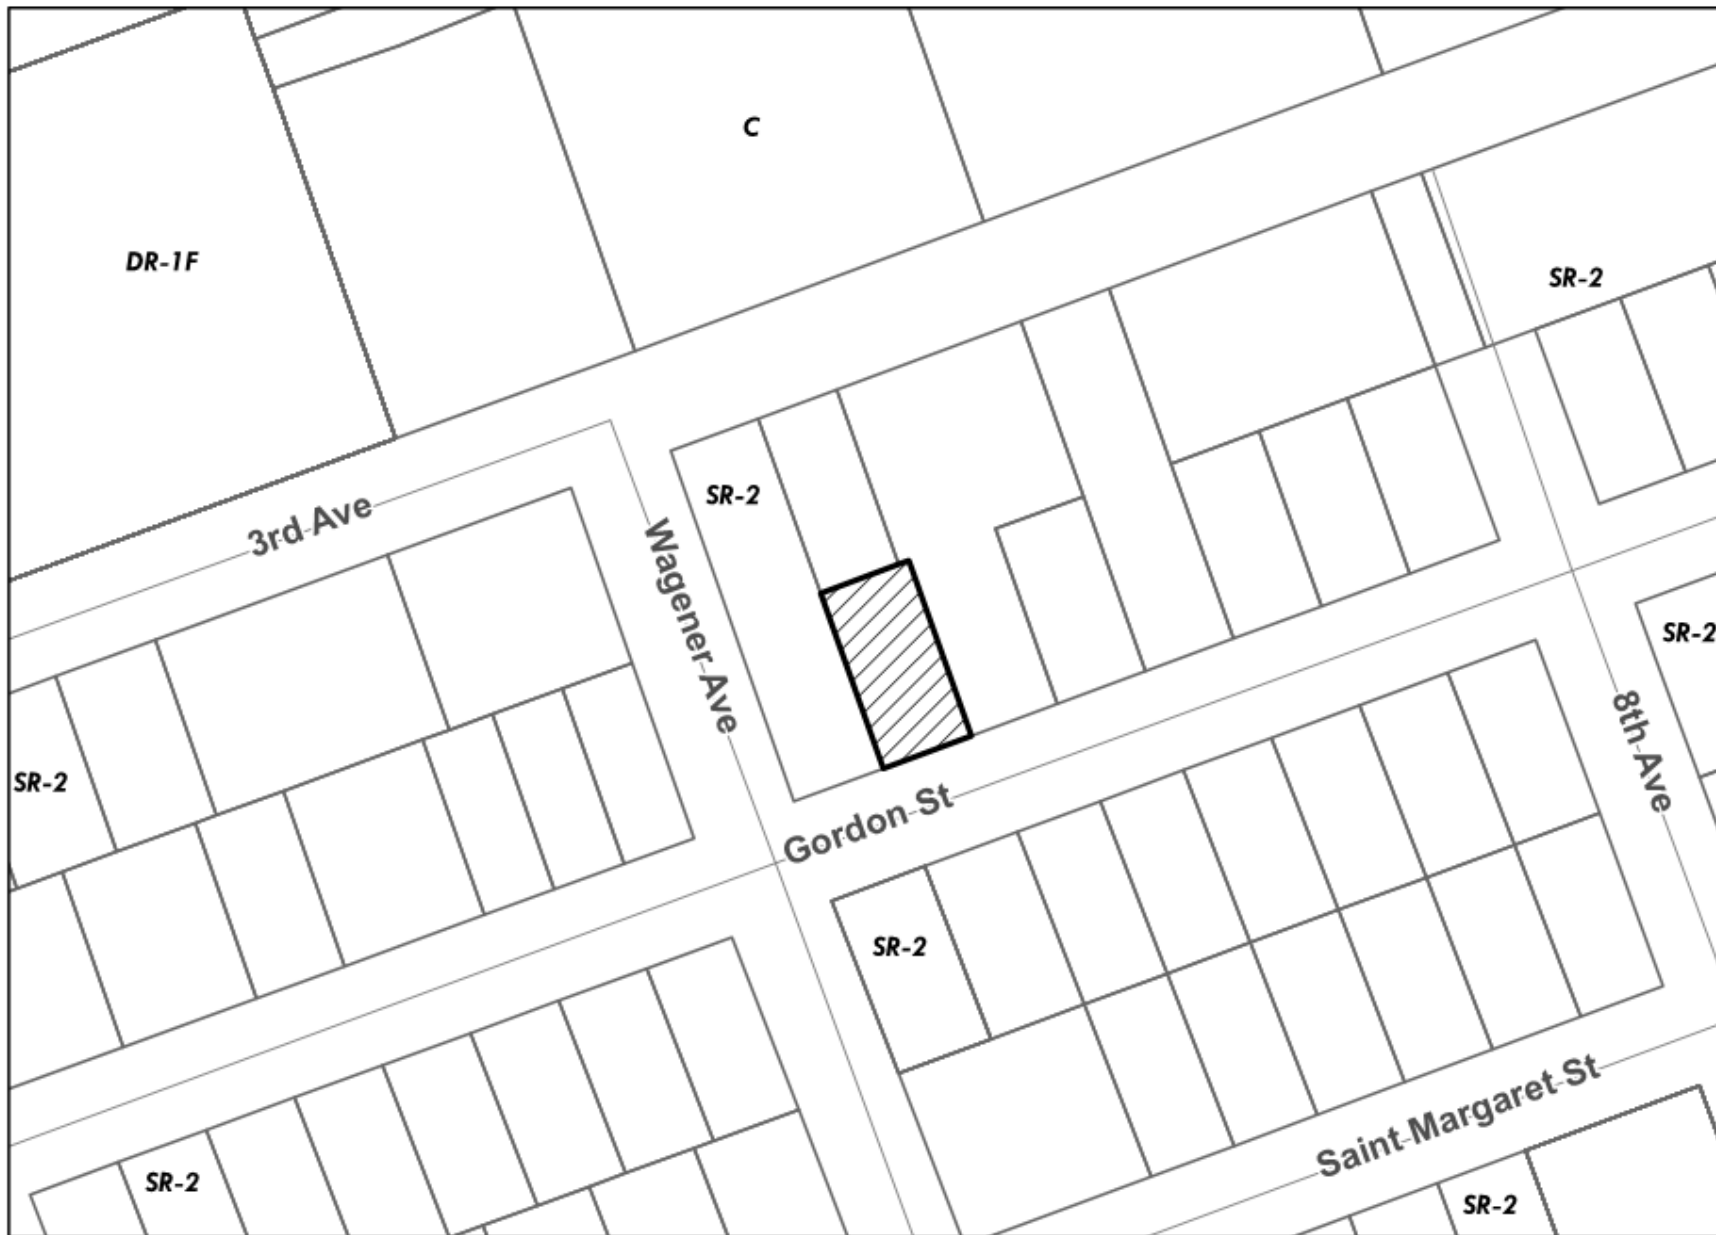 C
DR-1F
SR-2
SR-2
3rd Ave
Wagener Ave
SR-2
8th Ave
SR-2
Gordon St
SR-2
Saint Margaret St
SR-2
SR-2